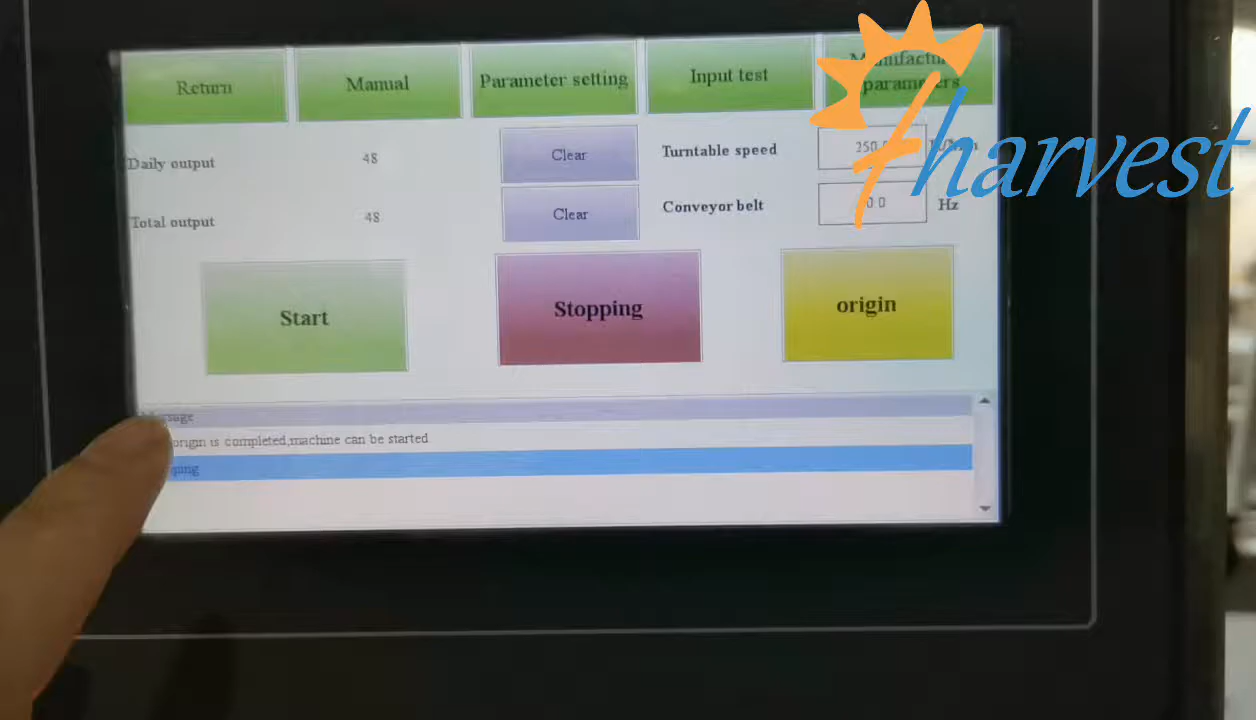 Return
Manual
Parameter setting
Input test
parameters
Daily output
48
Clear
Turntable speed
Total output
48
Clear
Conveyor belt
Hz
harvest
Start
Stopping
origin
origin is completed,machine can be started